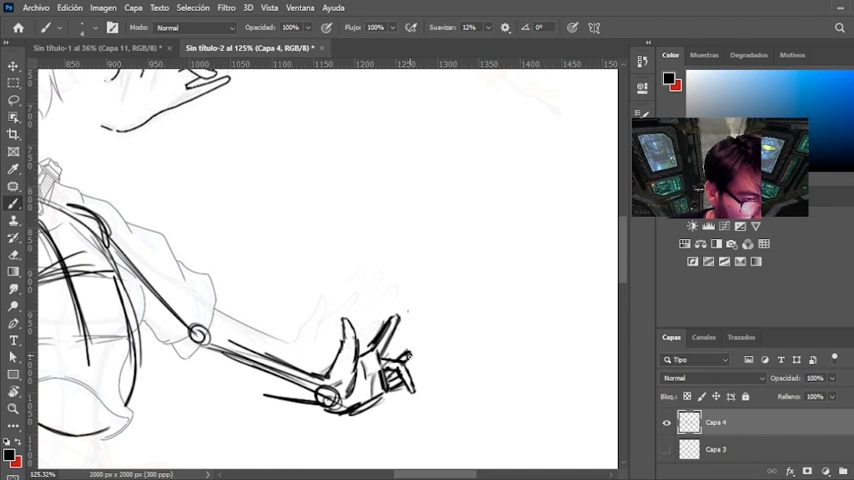 Archivo Edición Imagen Capa Texto Selección Filtro 3D Vista Ventana Ayuda
Modo: Normal Opacidad: 100% Flujo: 100% Suavizar: 12% 0°
Sin título-1 al 36% (Capa 11, RGB/8) * × Sin título-2 al 125% (Capa 4, RGB/8*) * ×
850 900 950 1000 1050 1100 1150 1200 1250 1300 1350 1400 1450 150
Color Muestras Degradados Motivos
Capas Canales Trazados
Tipo
Normal Opacidad: 100%
Bloq.: Relleno: 100%
Capa 4
Capa 3
125.32% 2000 px x 2000 px (300 ppp)